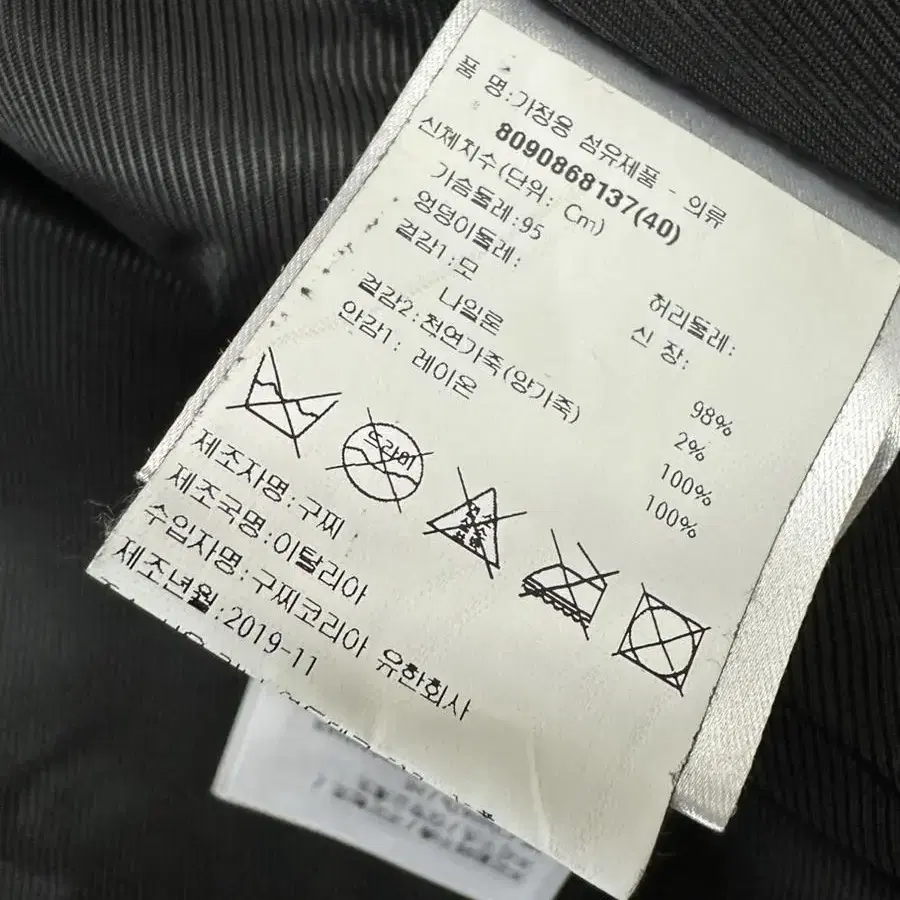 품 명:가정용 섬유제품 - 의류
8090868137(40)
신체치수(단위: Cm)
가슴둘레:95 허리둘레:
엉덩이둘레: 신 장:
겉감1:모 98%
나일론 2%
겉감2:천연가죽(양가죽) 100%
안감1: 레이온 100%
드라이
제조자명:구찌
제조국명:이탈리아
수입자명:구찌코리아 유한회사
제조년월:2019-11